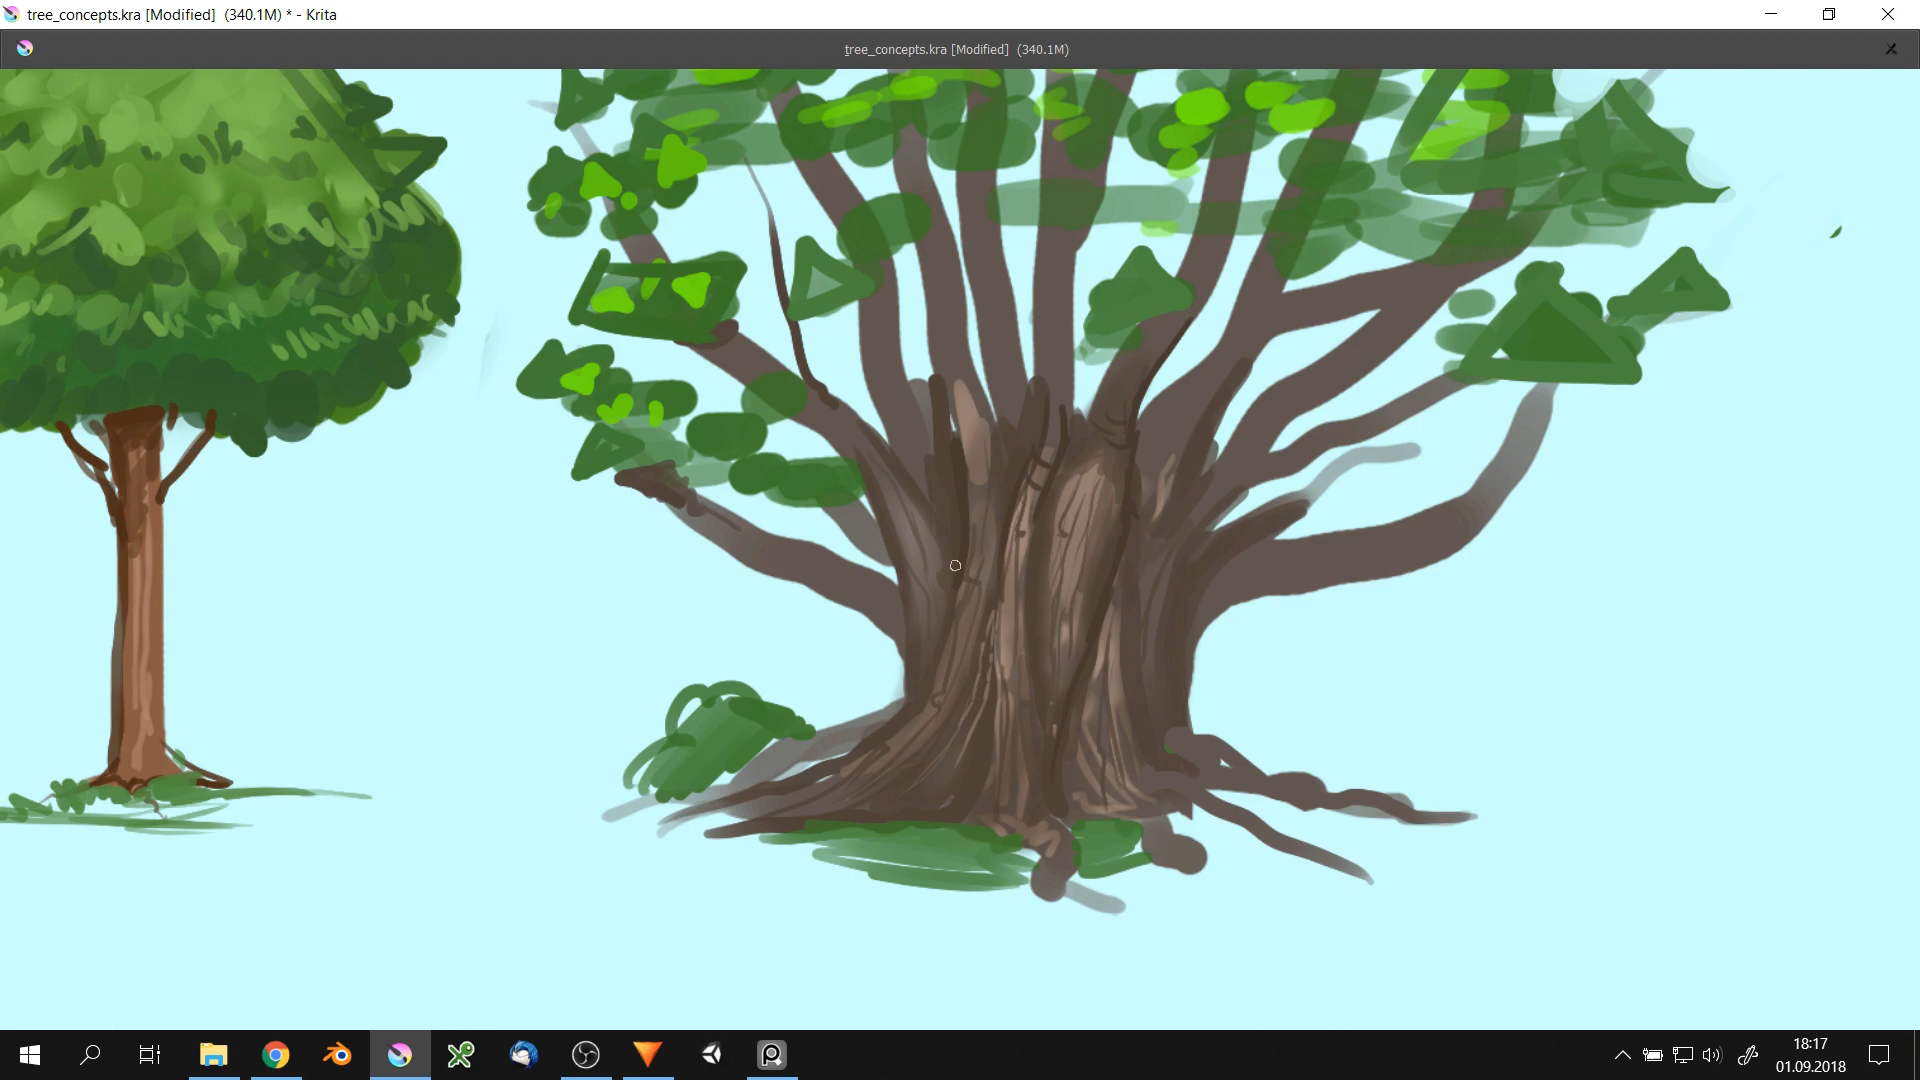 tree_concepts.kra [Modified]  (340.1M) * - Krita
tree_concepts.kra [Modified]  (340.1M)
18:17
01.09.2018